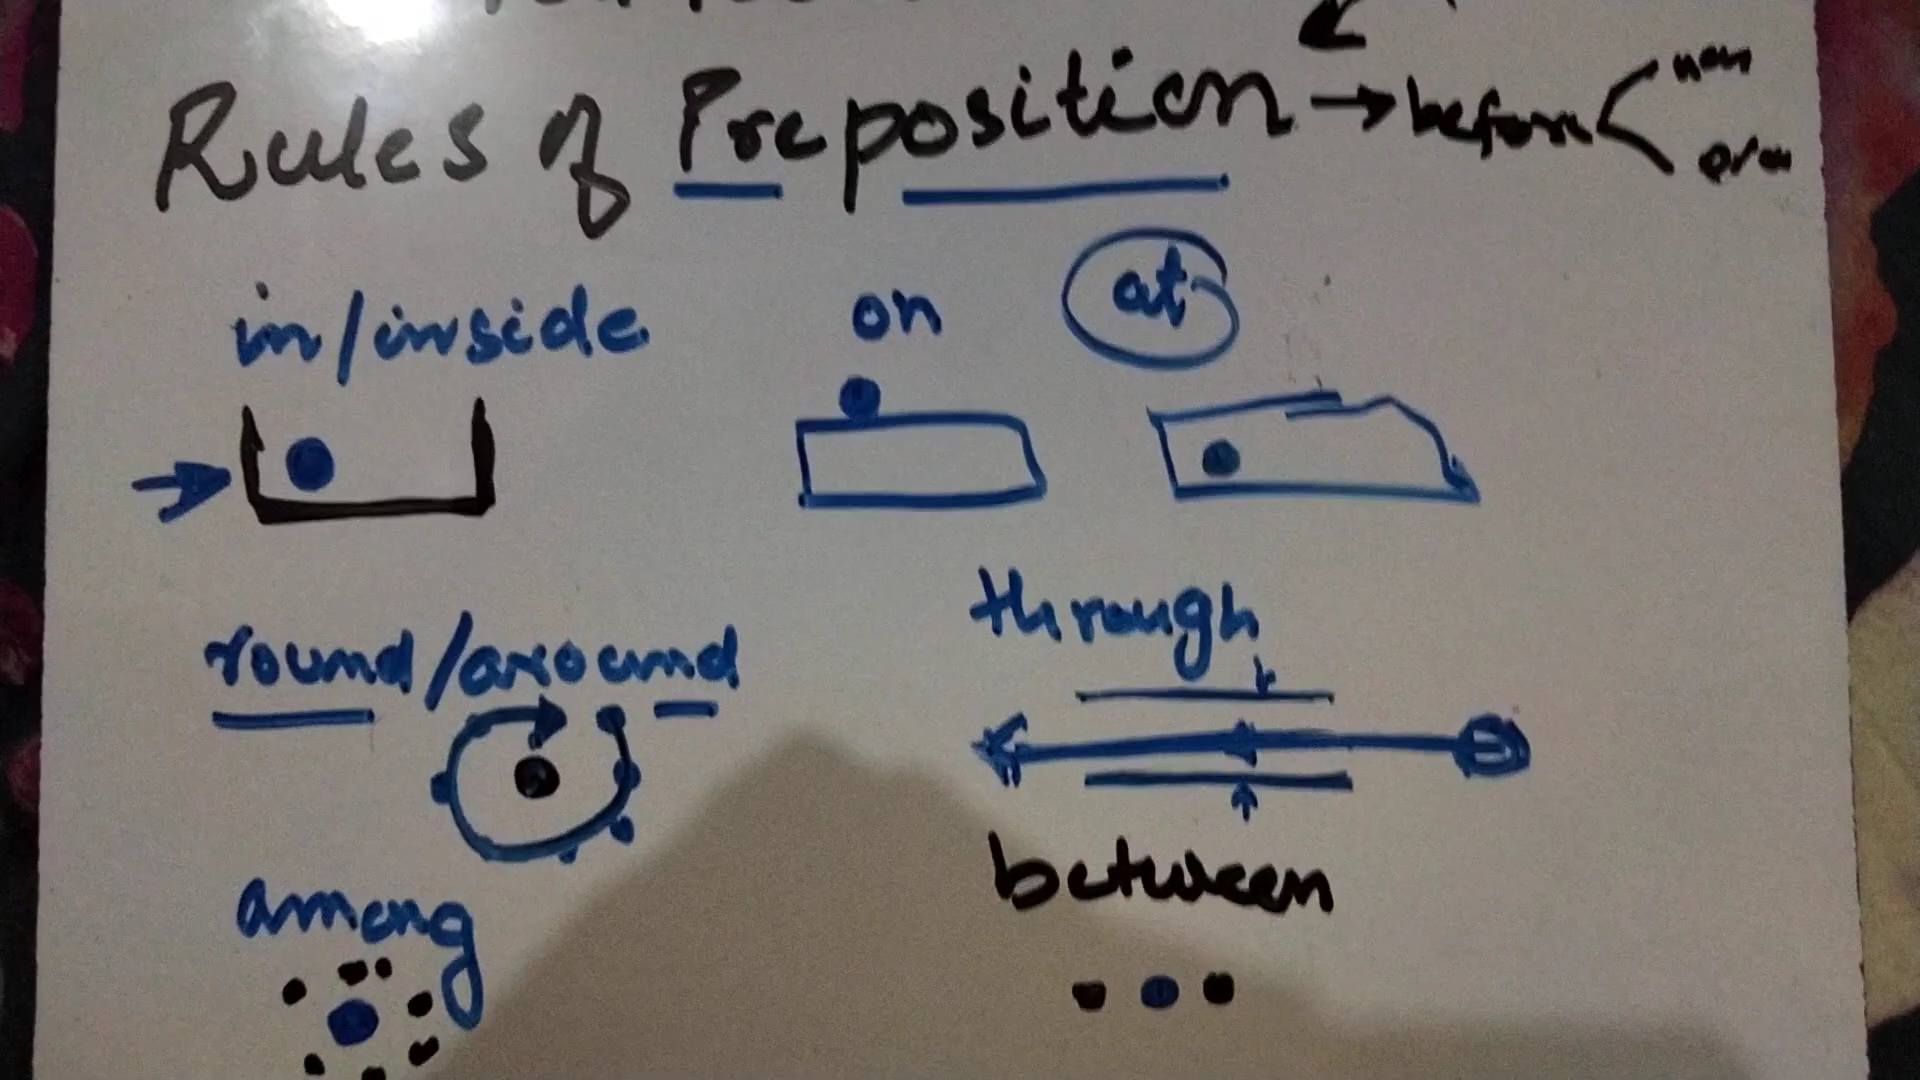 Rules of Preposition → before
in/inside on at
round/around through
among between